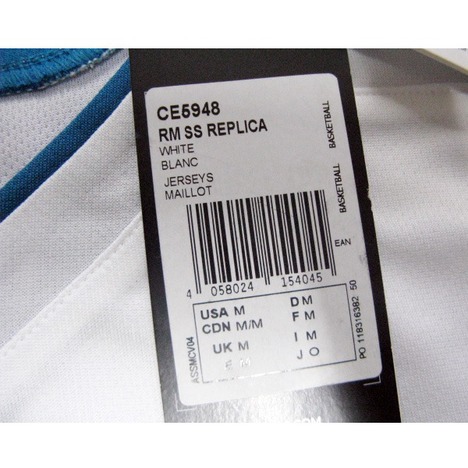 CE5948
RM SS REPLICA
WHITE
BLANC
JERSEYS
MAILLOT
BASKETBALL
BASKETBALL
EAN
4 058024 154045
USA M
D M
CDN M/M
F M
UK M
I M
J O
ASSMCV04
PO 118316382 50